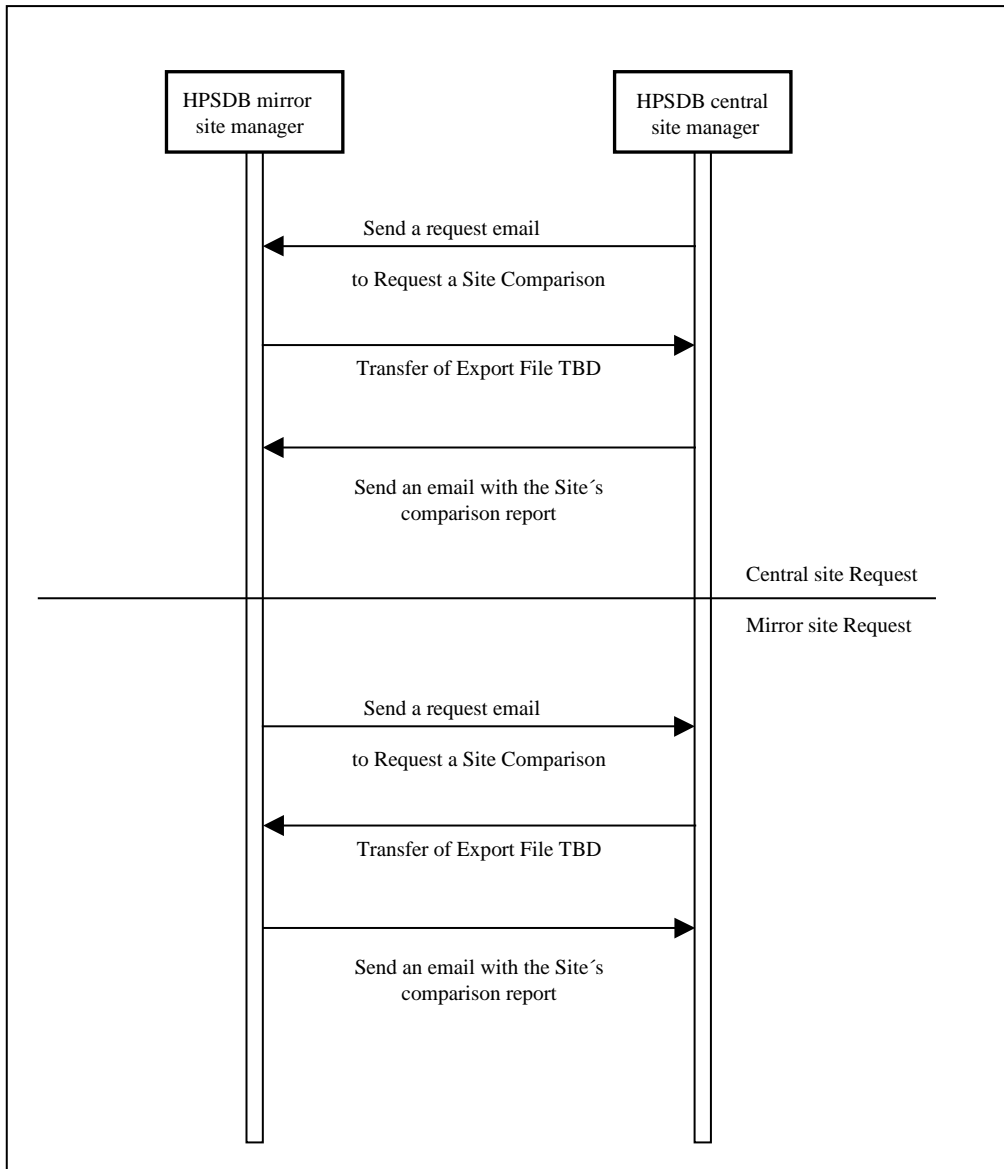 HPSDB mirror
site manager
HPSDB central
site manager
Send a request email
to Request a Site Comparison
Transfer of Export File TBD
Send an email with the Site´s
comparison report
Central site Request
Mirror site Request
Send a request email
to Request a Site Comparison
Transfer of Export File TBD
Send an email with the Site´s
comparison report